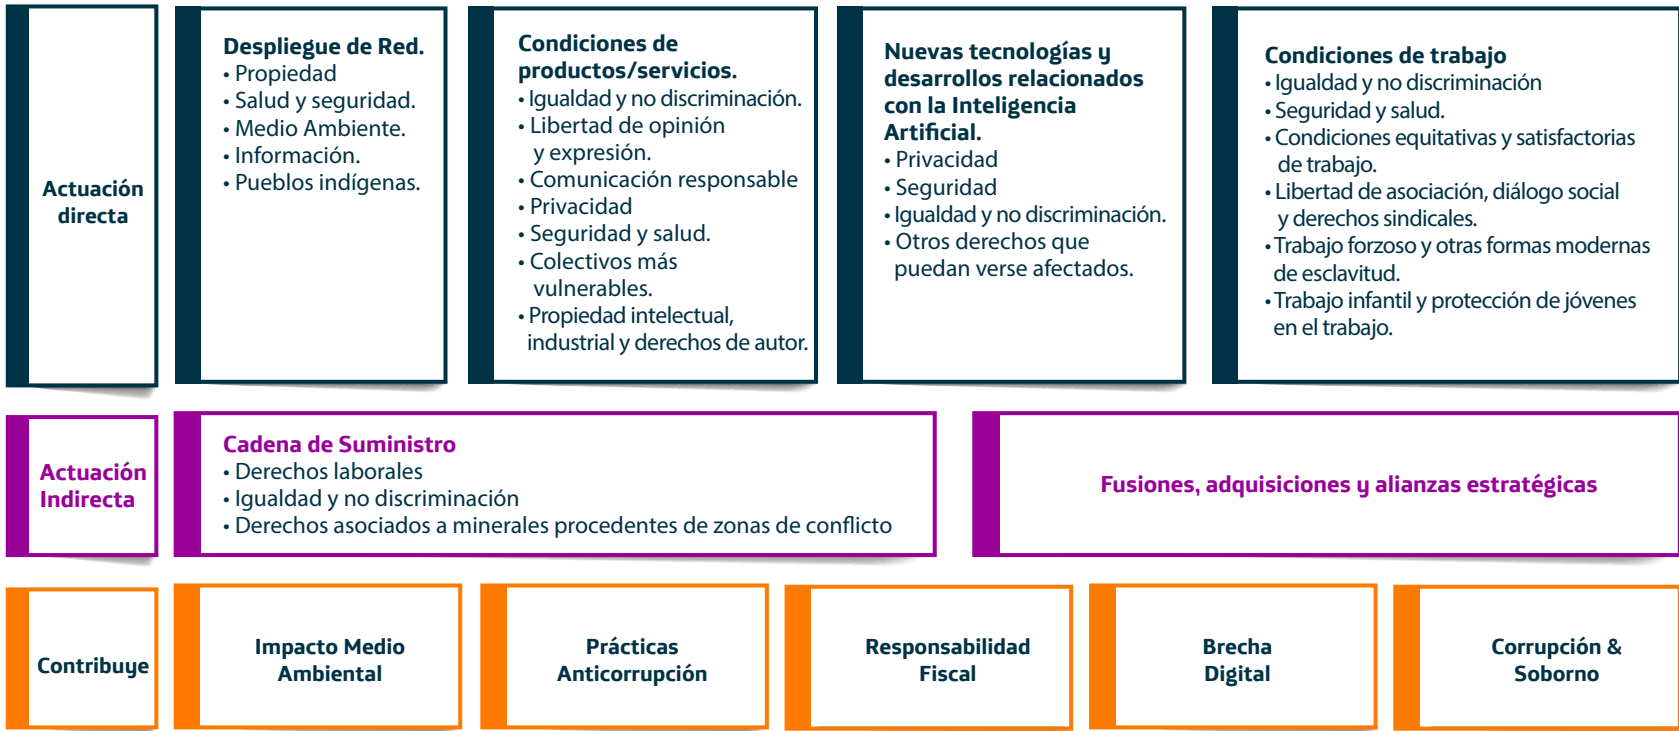 Actuación
directa
Despliegue de Red.
• Propiedad
• Salud y seguridad.
• Medio Ambiente.
• Información.
• Pueblos indígenas.
Condiciones de
productos/servicios.
• Igualdad y no discriminación.
• Libertad de opinión
y expresión.
• Comunicación responsable
• Privacidad
• Seguridad y salud.
• Colectivos más
vulnerables.
• Propiedad intelectual,
industrial y derechos de autor.
Nuevas tecnologías y
desarrollos relacionados
con la Inteligencia
Artificial.
• Privacidad
• Seguridad
• Igualdad y no discriminación.
• Otros derechos que
puedan verse afectados.
Condiciones de trabajo
• Igualdad y no discriminación
• Seguridad y salud.
• Condiciones equitativas y satisfactorias
de trabajo.
• Libertad de asociación, diálogo social
y derechos sindicales.
• Trabajo forzoso y otras formas modernas
de esclavitud.
• Trabajo infantil y protección de jóvenes
en el trabajo.
Actuación
Indirecta
Cadena de Suministro
• Derechos laborales
• Igualdad y no discriminación
• Derechos asociados a minerales procedentes de zonas de conflicto
Fusiones, adquisiciones y alianzas estratégicas
Contribuye
Impacto Medio
Ambiental
Prácticas
Anticorrupción
Responsabilidad
Fiscal
Brecha
Digital
Corrupción &
Soborno